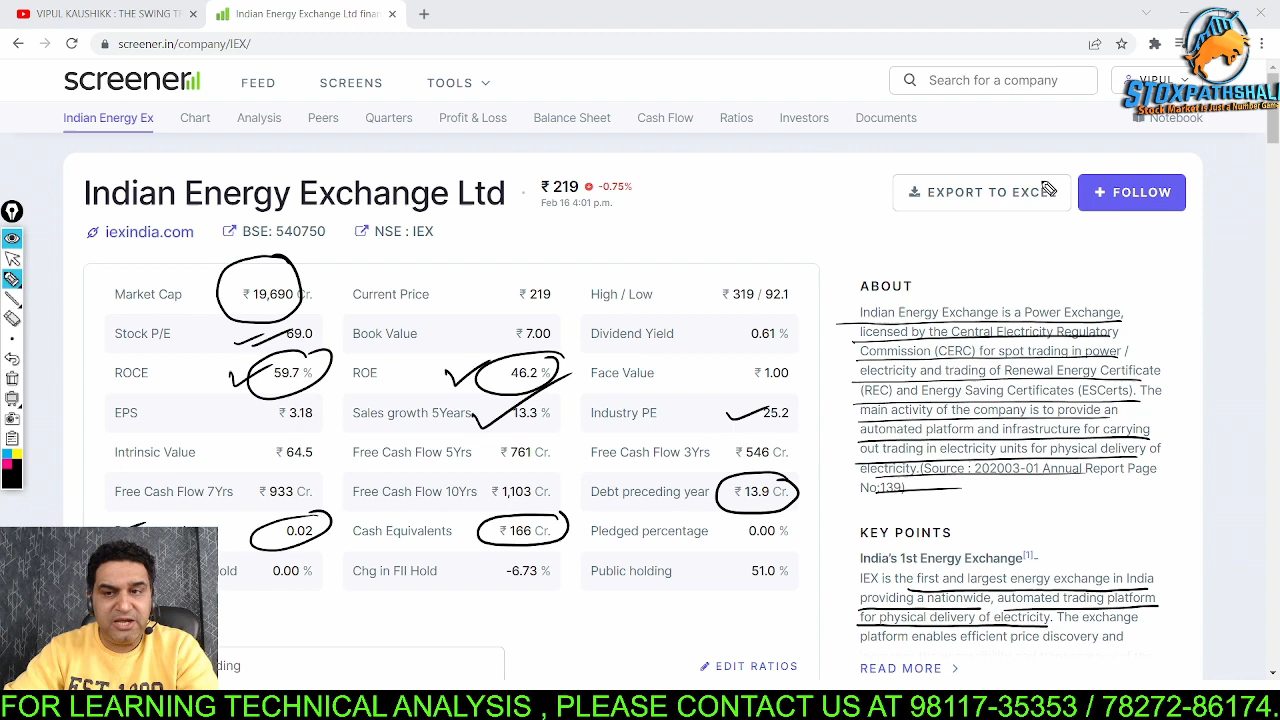 VIPUL KAUSHIKK : THE SWING T
Indian Energy Exchange Ltd finan
screener.in/company/IEX/
screener
FEED
SCREENS
TOOLS
Search for a company
VIPUL
STOXPATHSHAL
Stock Market is Just a Number Game
Indian Energy Ex
Chart
Analysis
Peers
Quarters
Profit & Loss
Balance Sheet
Cash Flow
Ratios
Investors
Documents
Notebook
Indian Energy Exchange Ltd
₹ 219 -0.75%
Feb 16 4:01 p.m.
EXPORT TO EXCEL
+ FOLLOW
iexindia.com
BSE: 540750
NSE : IEX
Market Cap ₹ 19,690 Cr.
Current Price ₹ 219
High / Low ₹ 319 / 92.1
Stock P/E 69.0
Book Value ₹ 7.00
Dividend Yield 0.61 %
ROCE 59.7 %
ROE 46.2 %
Face Value ₹ 1.00
EPS ₹ 3.18
Sales growth 5Years 13.3 %
Industry PE 25.2
Intrinsic Value ₹ 64.5
Free Cash Flow 5Yrs ₹ 761 Cr.
Free Cash Flow 3Yrs ₹ 546 Cr.
Free Cash Flow 7Yrs ₹ 933 Cr.
Free Cash Flow 10Yrs ₹ 1,103 Cr.
Debt preceding year ₹ 13.9 Cr.
0.02
Cash Equivalents ₹ 166 Cr.
Pledged percentage 0.00 %
old 0.00 %
Chg in FII Hold -6.73 %
Public holding 51.0 %
ding
EDIT RATIOS
ABOUT
Indian Energy Exchange is a Power Exchange,
licensed by the Central Electricity Regulatory
Commission (CERC) for spot trading in power /
electricity and trading of Renewal Energy Certificate
(REC) and Energy Saving Certificates (ESCerts). The
main activity of the company is to provide an
automated platform and infrastructure for carrying
out trading in electricity units for physical delivery of
electricity.(Source : 202003-01 Annual Report Page
No:139)
KEY POINTS
India's 1st Energy Exchange[1]-
IEX is the first and largest energy exchange in India
providing a nationwide, automated trading platform
for physical delivery of electricity. The exchange
platform enables efficient price discovery and
READ MORE
FOR LEARNING TECHNICAL ANALYSIS , PLEASE CONTACT US AT 98117-35353 / 78272-86174.